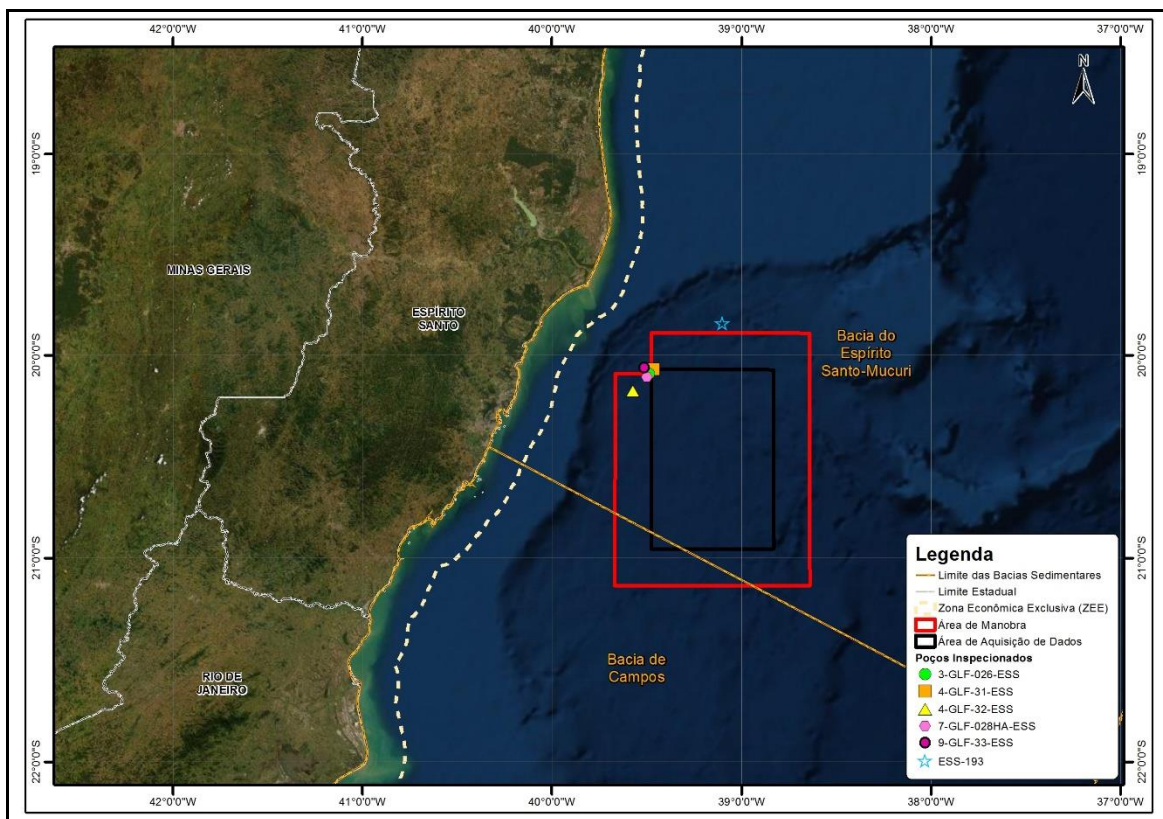 42°0'0"W
41°0'0"W
40°0'0"W
39°0'0"W
38°0'0"W
37°0'0"W
N
19°0'0"S
19°0'0"S
MINAS GERAIS
ESPÍRITO
SANTO
Bacia do
Espírito
Santo-Mucuri
20°0'0"S
20°0'0"S
21°0'0"S
21°0'0"S
Bacia de
Campos
RIO DE
JANEIRO
22°0'0"S
22°0'0"S
Legenda
Limite das Bacias Sedimentares
Limite Estadual
Zona Econômica Exclusiva (ZEE)
Área de Manobra
Área de Aquisição de Dados
Poços Inspecionados
3-GLF-026-ESS
4-GLF-31-ESS
4-GLF-32-ESS
7-GLF-028HA-ESS
9-GLF-33-ESS
ESS-193
42°0'0"W
41°0'0"W
40°0'0"W
39°0'0"W
38°0'0"W
37°0'0"W